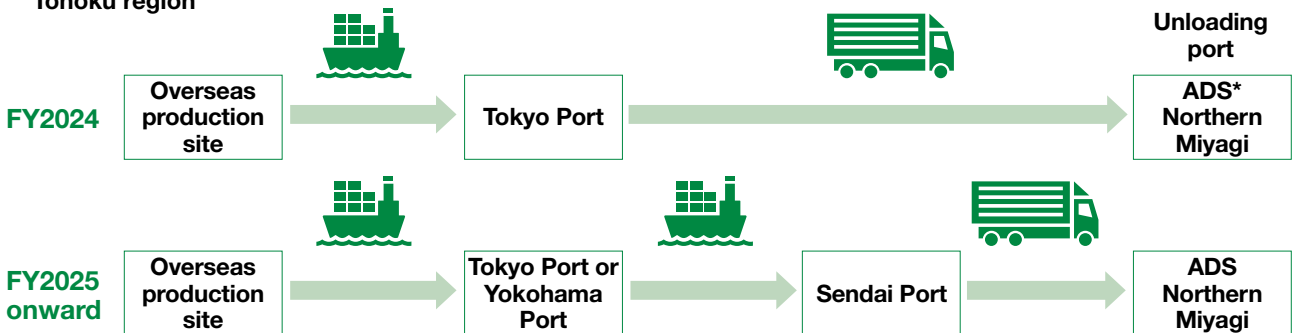 Tohoku region
Unloading
port
FY2024
Overseas
production
site
Tokyo Port
ADS*
Northern
Miyagi
FY2025
onward
Overseas
production
site
Tokyo Port or
Yokohama
Port
Sendai Port
ADS
Northern
Miyagi